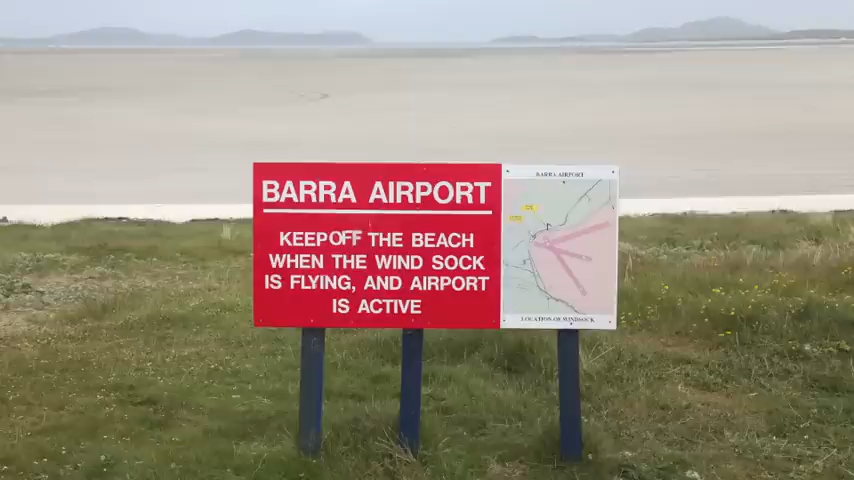 BARRA AIRPORT
KEEP OFF THE BEACH
WHEN THE WIND SOCK
IS FLYING, AND AIRPORT
IS ACTIVE
BARRA AIRPORT
LOCATION OF WINDSOCK